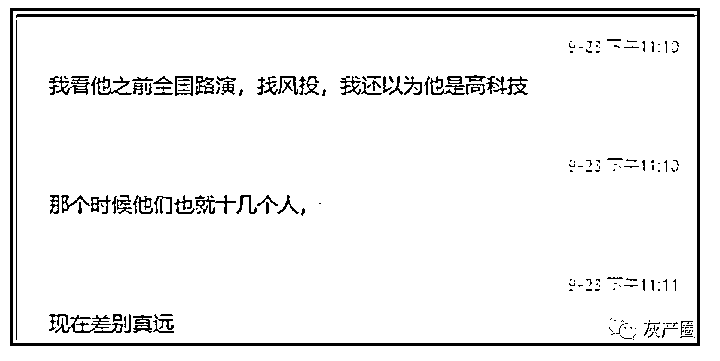 9-23 下午11:10
我看他之前全国路演，找风投，我还以为他是高科技
9-23 下午11:10
那个时候他们也就十几个人，
9-23 下午11:11
现在差别真远
灰产圈